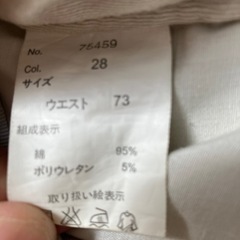 No. 75459
Col. 28
サイズ
ウエスト 73
組成表示
綿 95%
ポリウレタン 5%
取り扱い絵表示